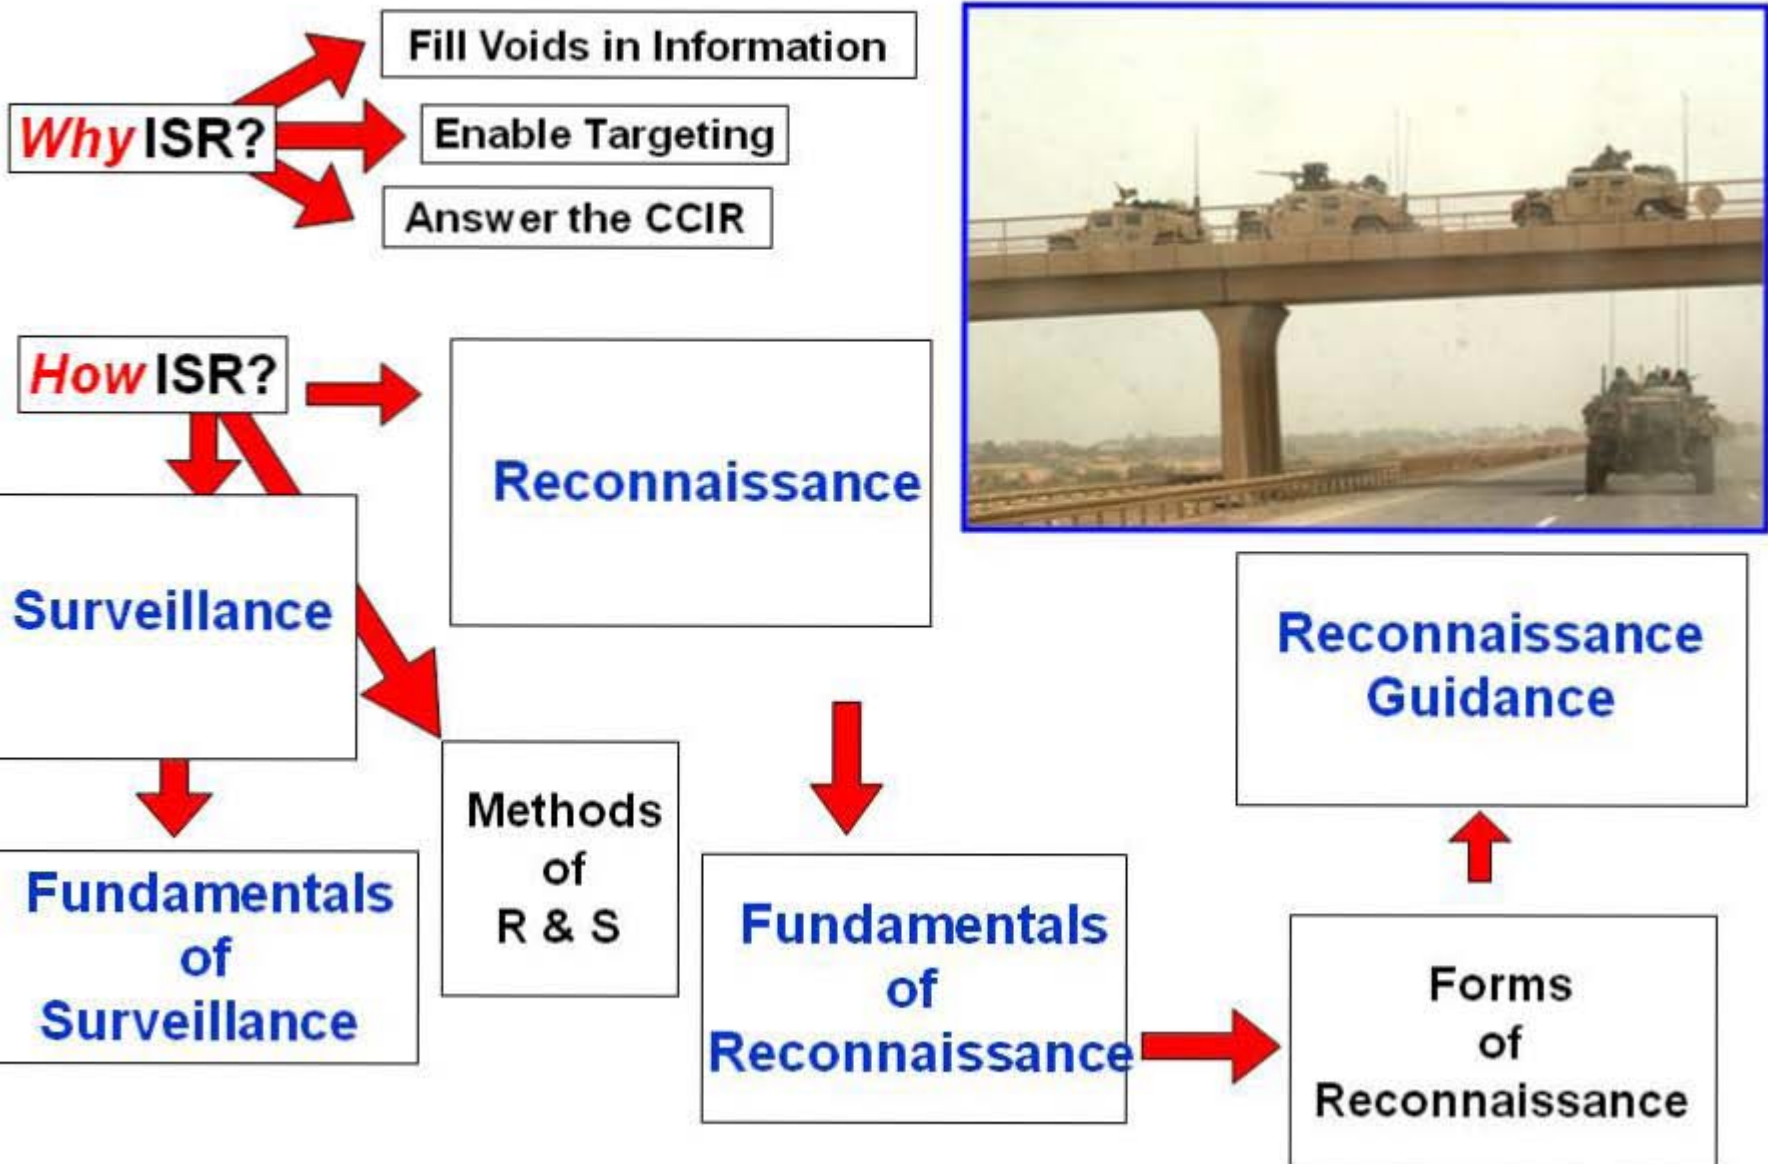 Why ISR?
Fill Voids in Information
Enable Targeting
Answer the CCIR
How ISR?
Reconnaissance
Surveillance
Methods
of
R & S
Fundamentals
of
Surveillance
Fundamentals
of
Reconnaissance
Forms
of
Reconnaissance
Reconnaissance
Guidance